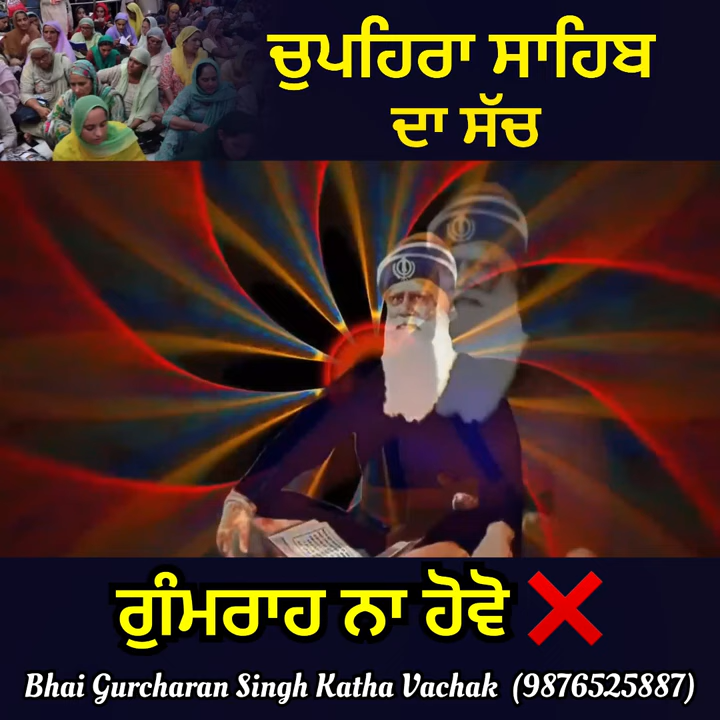 ਚੁਪਹਿਰਾ ਸਾਹਿਬ
ਦਾ ਸੱਚ
ਗੁੰਮਰਾਹ ਨਾ ਹੋਵੋ ❌
Bhai Gurcharan Singh Katha Vachak (9876525887)